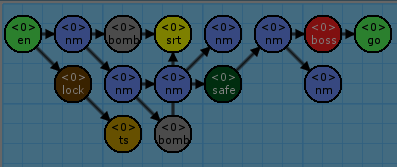 <0> <0> <0> <0> <0> <0> <0> <0>
en nm bomb srt nm nm boss go
<0> <0> <0> <0> <0> <0>
lock nm nm safe nm
<0> <0>
ts bomb